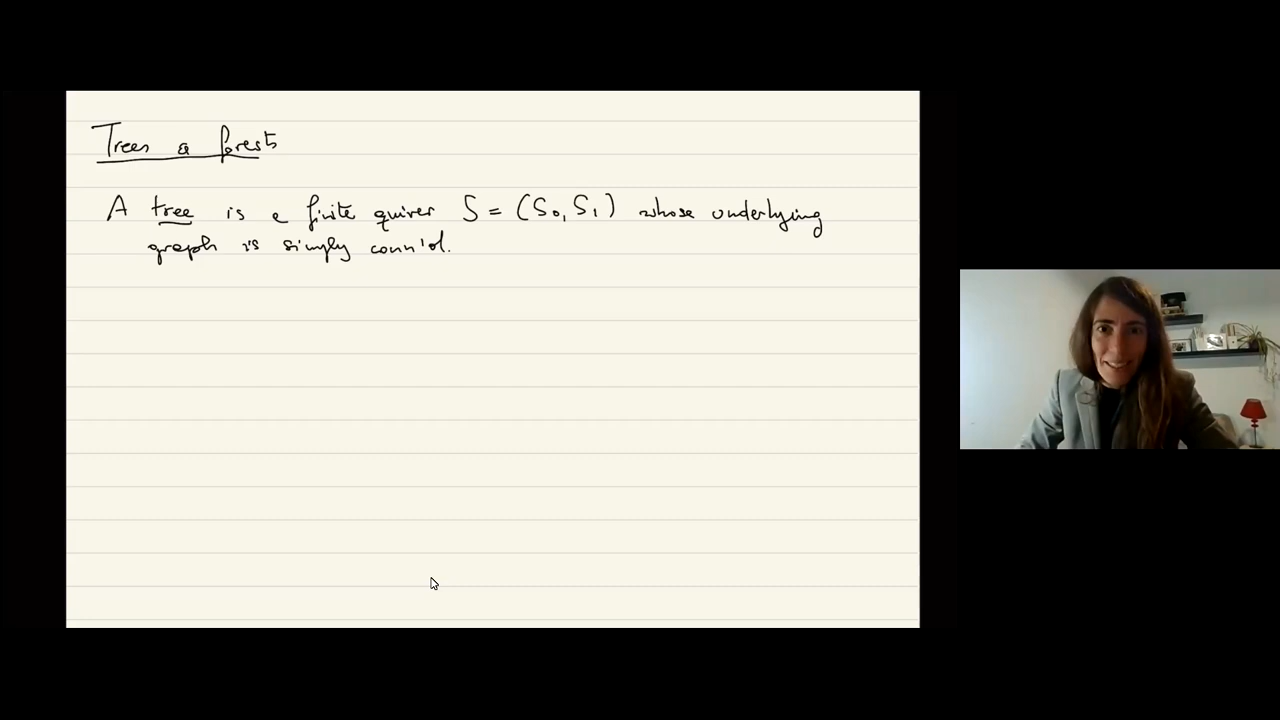 Trees & forests
A tree is a finite quiver S = (S₀, S₁) whose underlying
graph is simply conn'd.